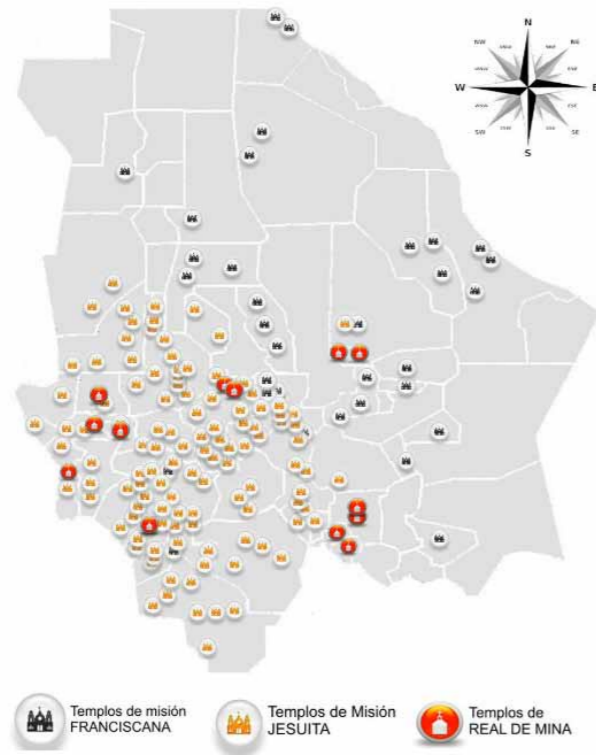 N
W
E
Templos de misión
FRANCISCANA
Templos de Misión
JESUITA
Templos de
REAL DE MINA